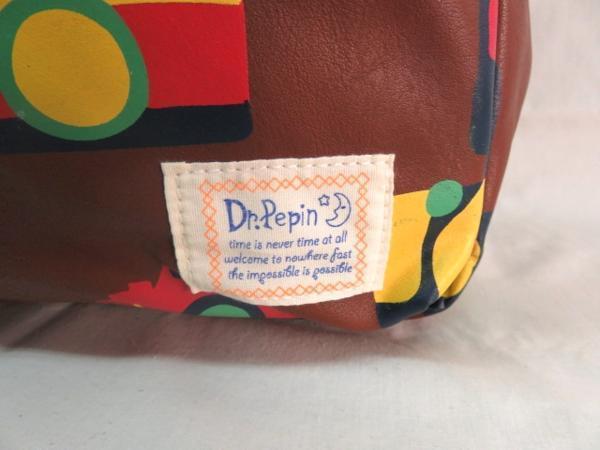 Dr.Pepin
time is never time at all
welcome to nowhere fast
the impossible is possible